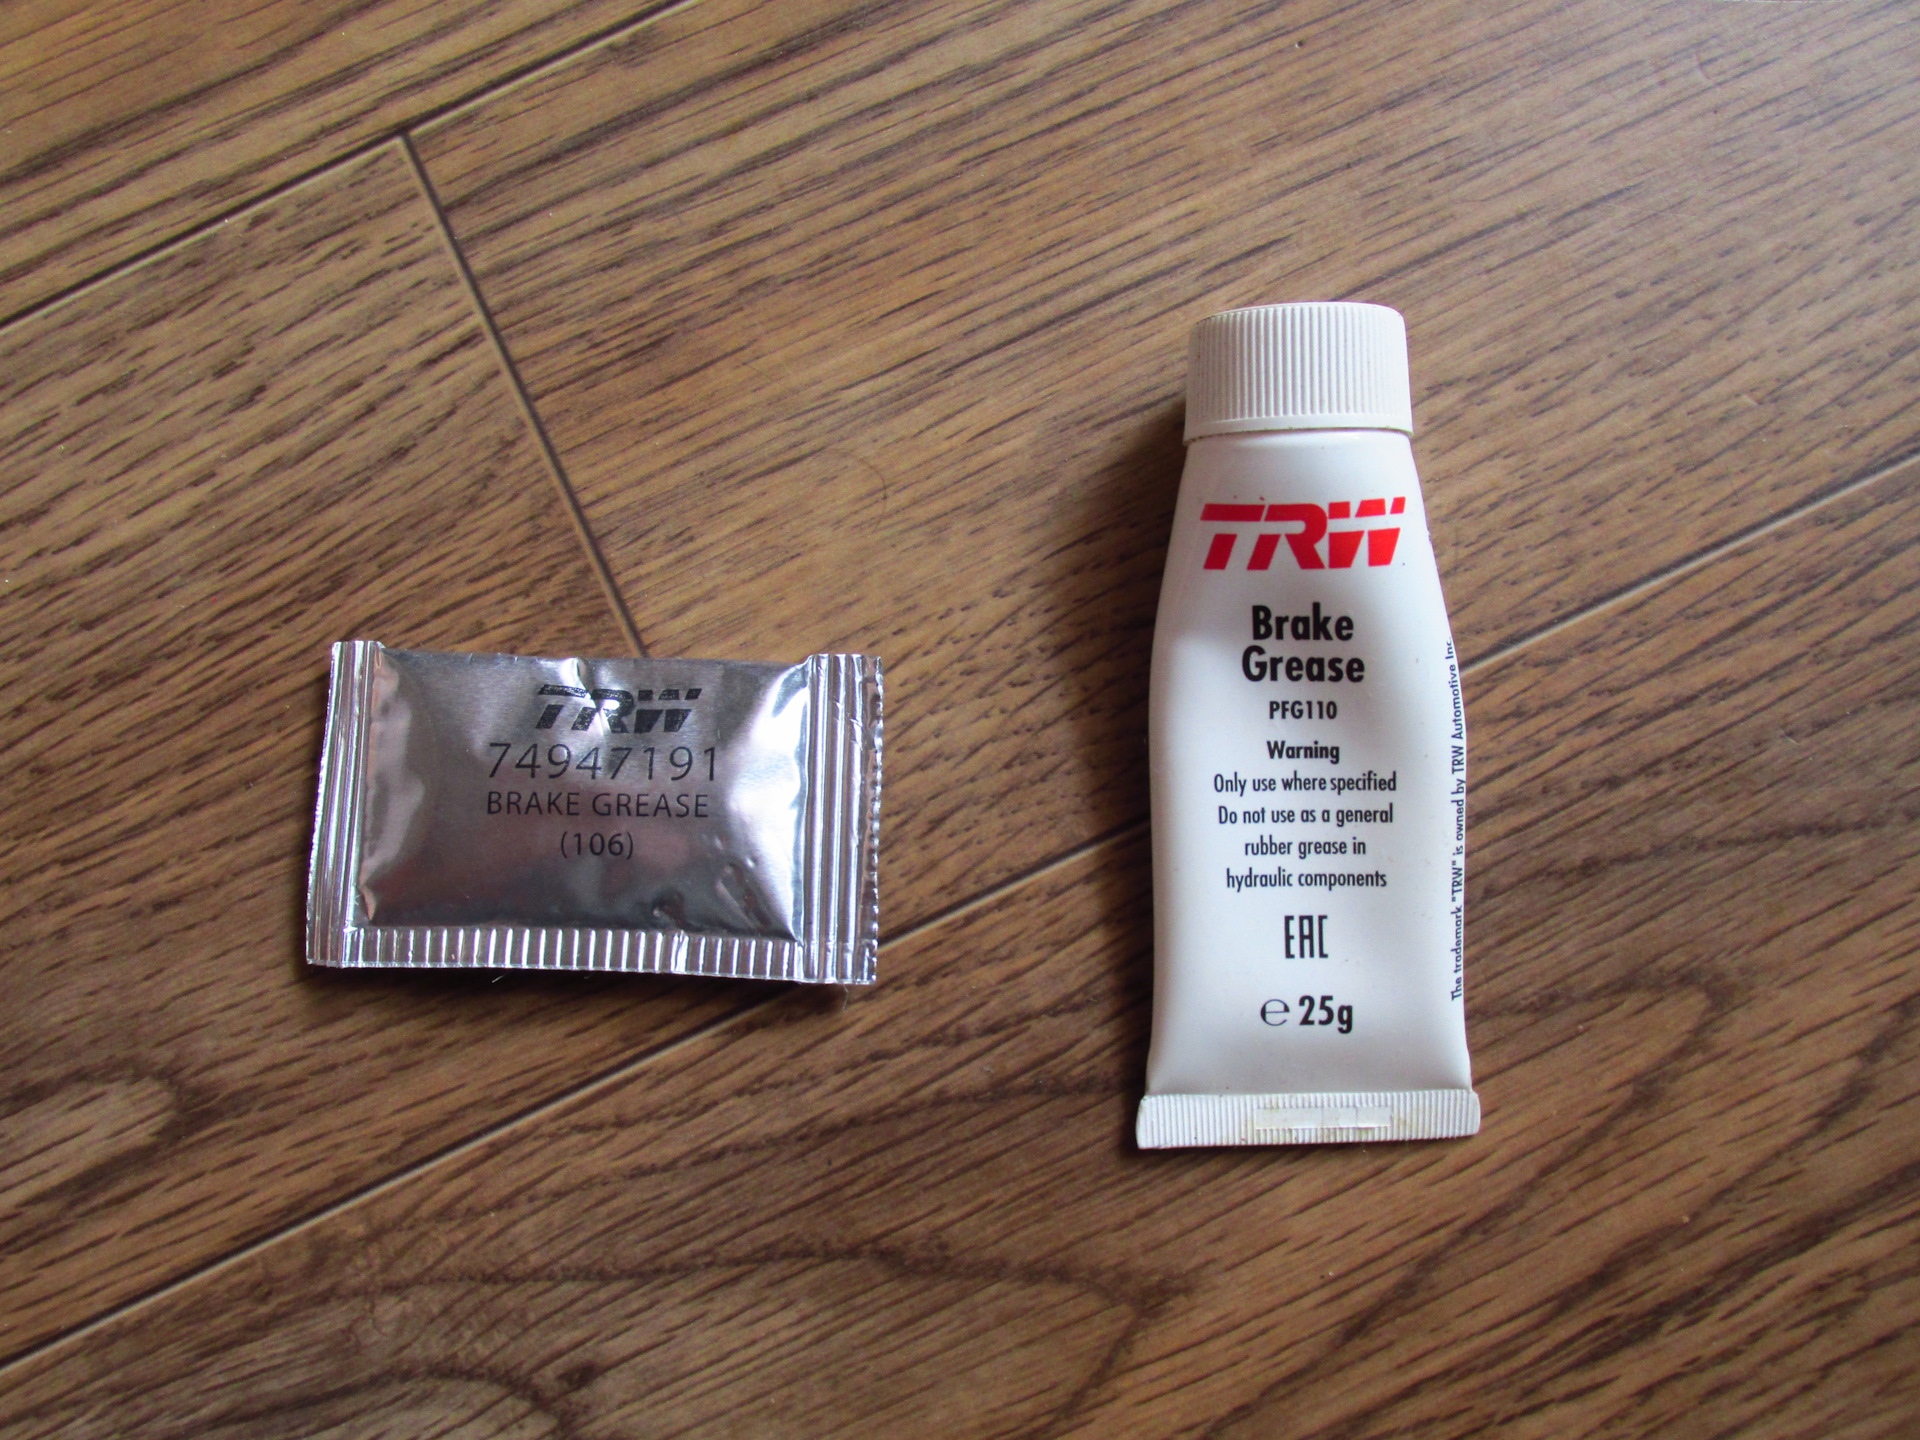 TRW
74947191
BRAKE GREASE
(106)
TRW
Brake
Grease
PFG110
Warning
Only use where specified
Do not use as a general
rubber grease in
hydraulic components
EAC
℮ 25g
The trademark "TRW" is owned by TRW Automotive Inc.